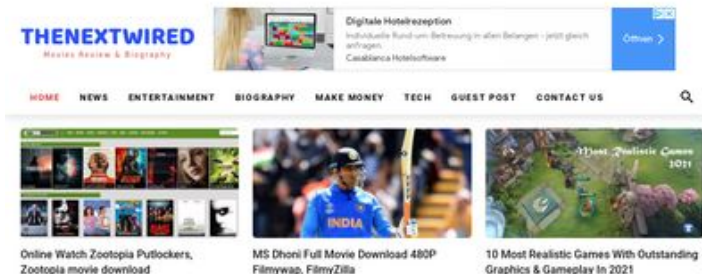 THENEXTWIRED
Movies Review & Biography
Digitale Hotelrezeption
Individuelle Rund-um-Betreuung in allen Belangen - jetzt gleich
anfragen.
Casablanca Hotelsoftware
Öffnen
HOME NEWS ENTERTAINMENT BIOGRAPHY MAKE MONEY TECH GUEST POST CONTACT US
INDIA
Most Realistic Games
2021
Online Watch Zootopia Putlockers,
Zootopia movie download
MS Dhoni Full Movie Download 480P
Filmywap, FilmyZilla
10 Most Realistic Games With Outstanding
Graphics & Gameplay In 2021